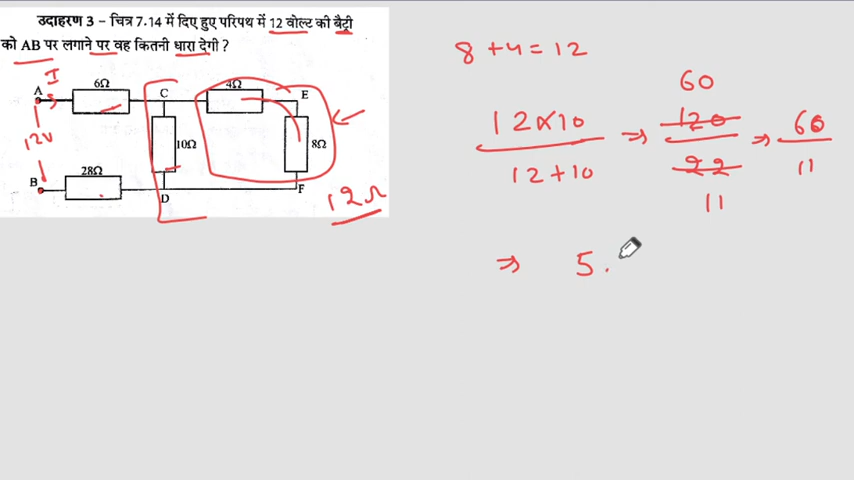 उदाहरण 3 – चित्र 7.14 में दिए हुए परिपथ में 12 वोल्ट की बैट्री
को AB पर लगाने पर वह कितनी धारा देगी ?
I
A
6Ω
C
4Ω
E
12V
10Ω
8Ω
B
28Ω
D
F
12Ω
8 + 4 = 12
60
12×10 ⇒ 120 ⇒ 60
12 + 10 22 11
11
⇒ 5.